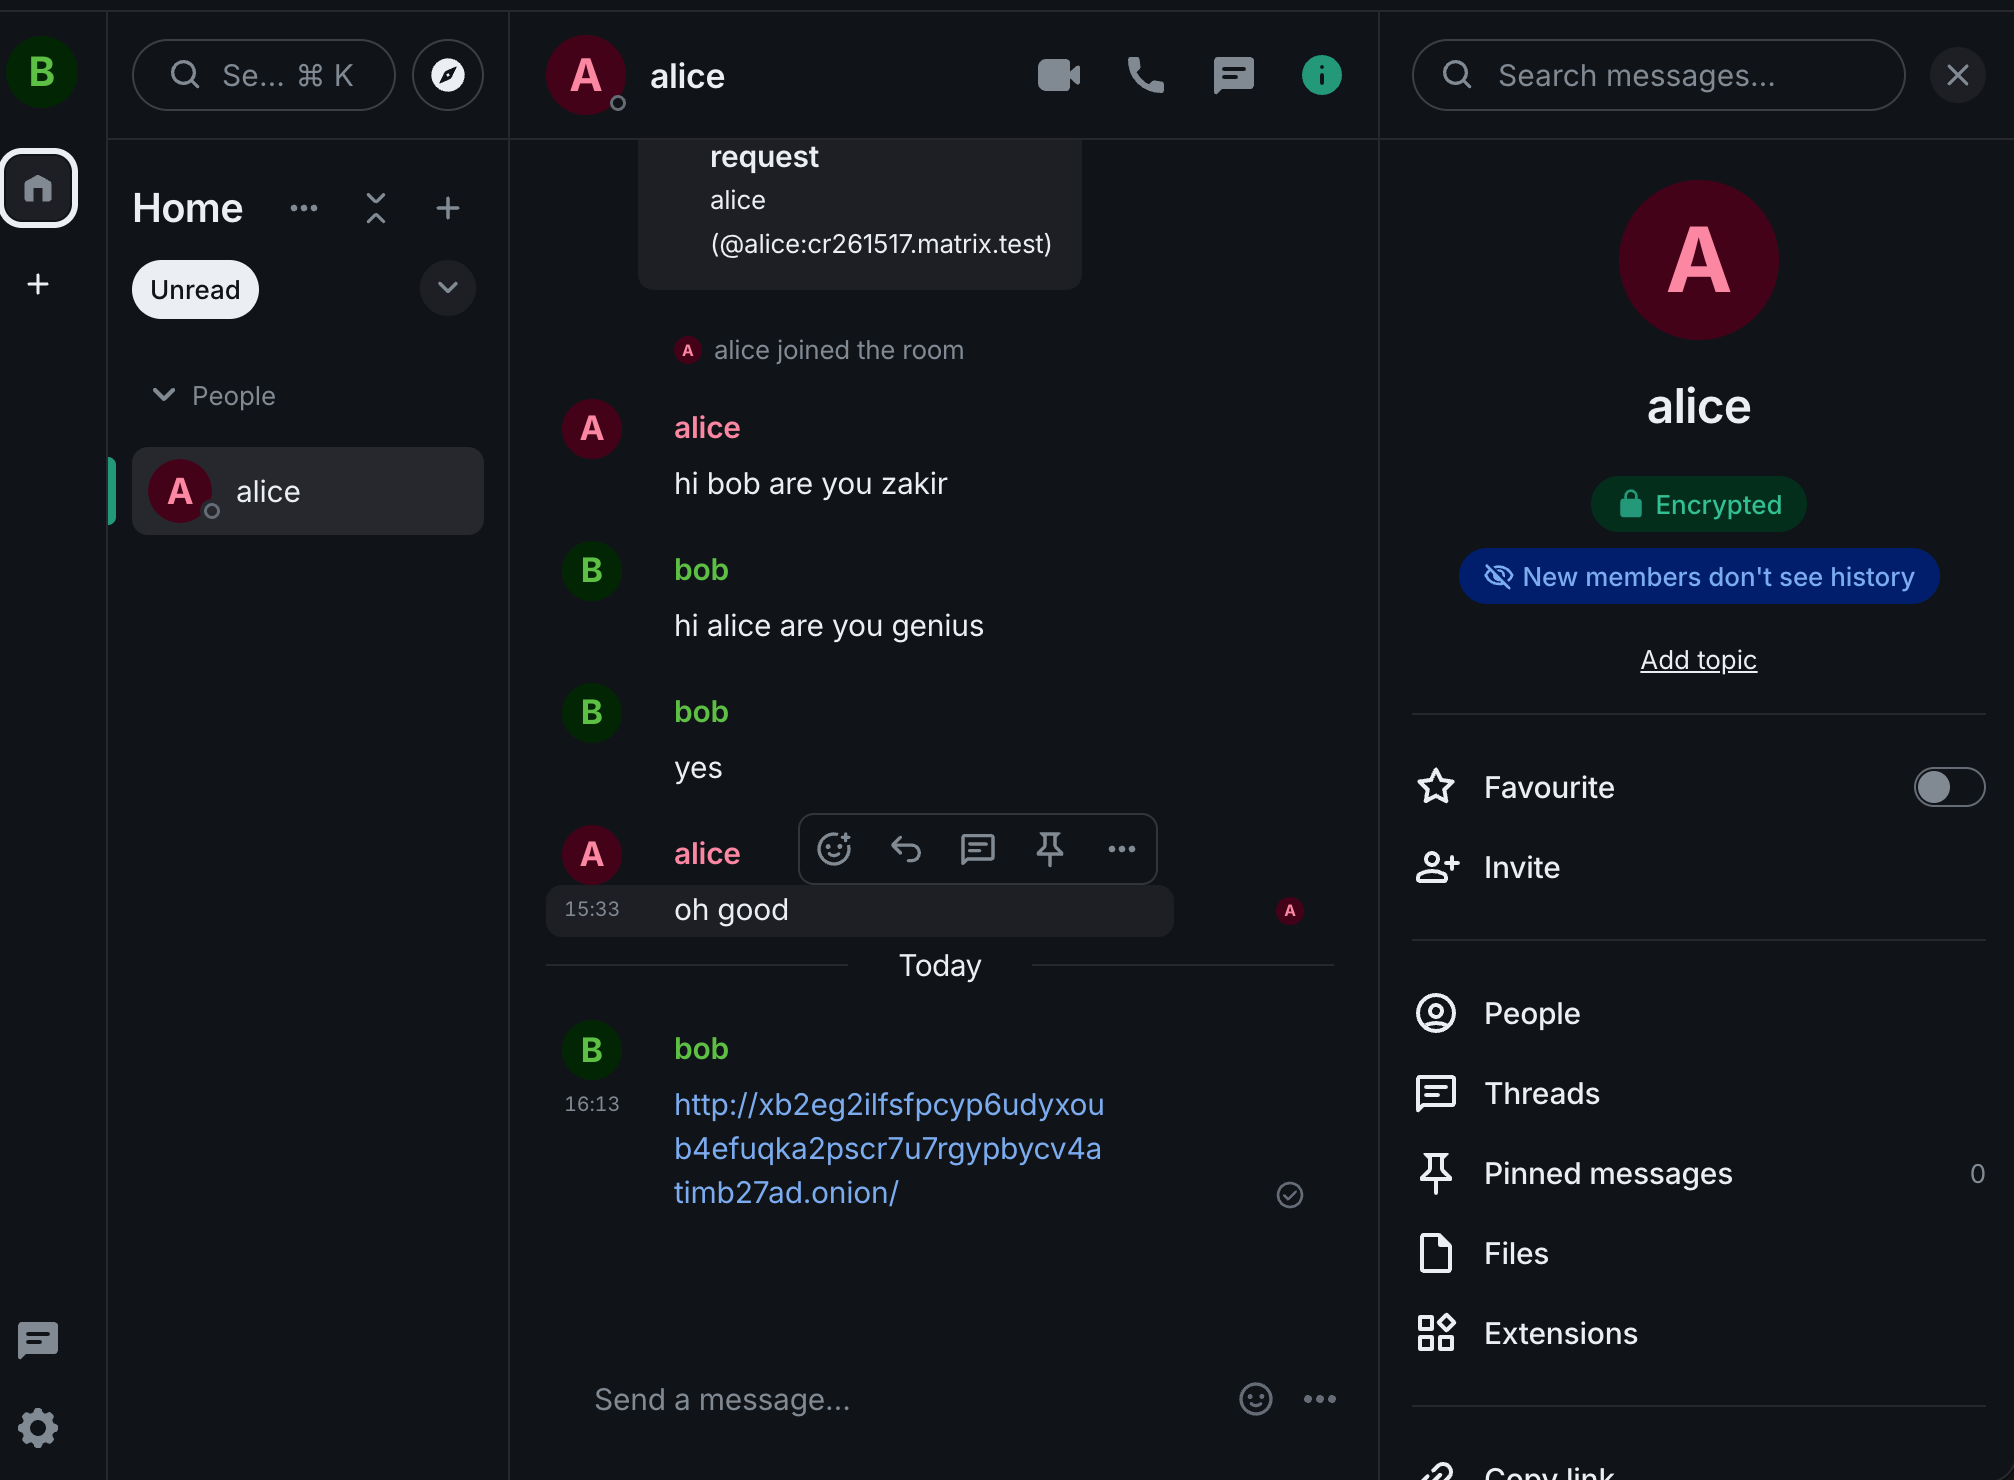 B
Se... ⌘ K
A
alice
Search messages...
Home
Unread
People
A
alice
request
alice
(@alice:cr261517.matrix.test)
A
alice joined the room
A
alice
hi bob are you zakir
B
bob
hi alice are you genius
B
bob
yes
A
alice
15:33
oh good
A
Today
B
bob
16:13
http://xb2eg2ilfsfpcyp6udyxou
b4efuqka2pscr7u7rgypbycv4a
timb27ad.onion/
Send a message...
A
alice
Encrypted
New members don't see history
Add topic
Favourite
Invite
People
Threads
Pinned messages
0
Files
Extensions
Copy link